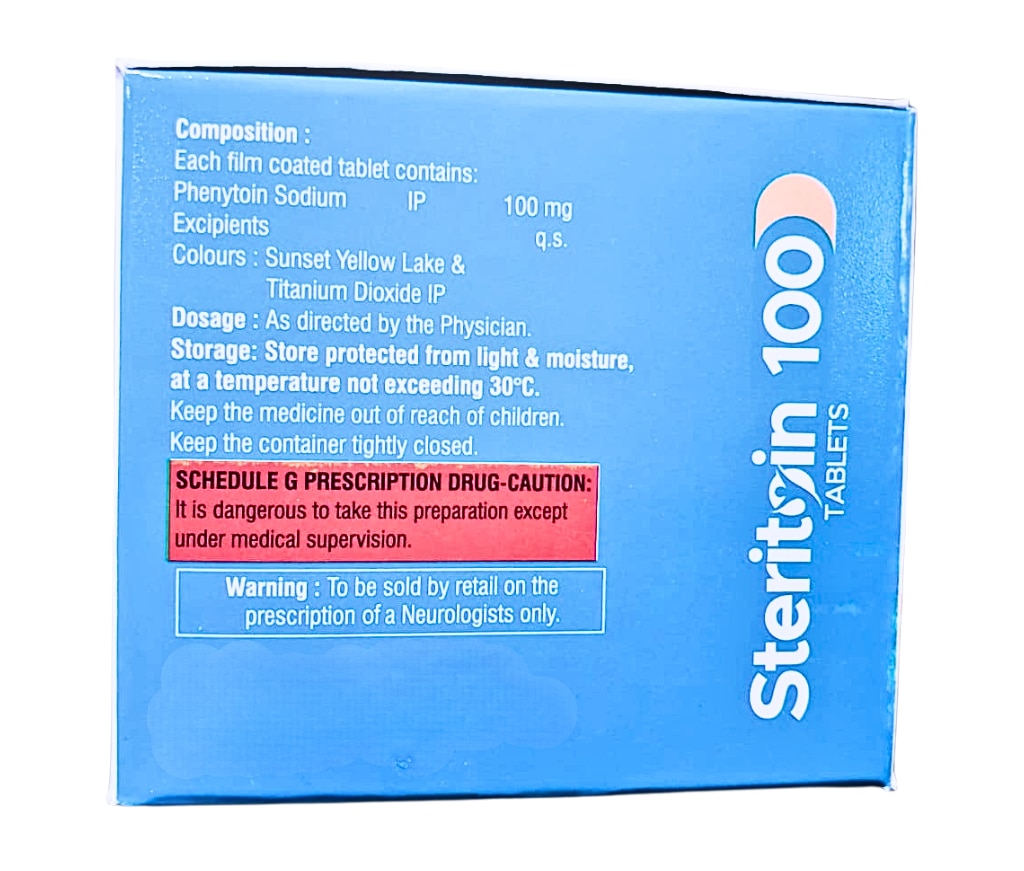 Composition :
Each film coated tablet contains:
Phenytoin Sodium IP 100 mg
Excipients q.s.
Colours : Sunset Yellow Lake &
Titanium Dioxide IP
Dosage : As directed by the Physician.
Storage: Store protected from light & moisture,
at a temperature not exceeding 30°C.
Keep the medicine out of reach of children.
Keep the container tightly closed.
SCHEDULE G PRESCRIPTION DRUG-CAUTION:
It is dangerous to take this preparation except
under medical supervision.
Warning : To be sold by retail on the
prescription of a Neurologists only.
Steritoin 100
TABLETS